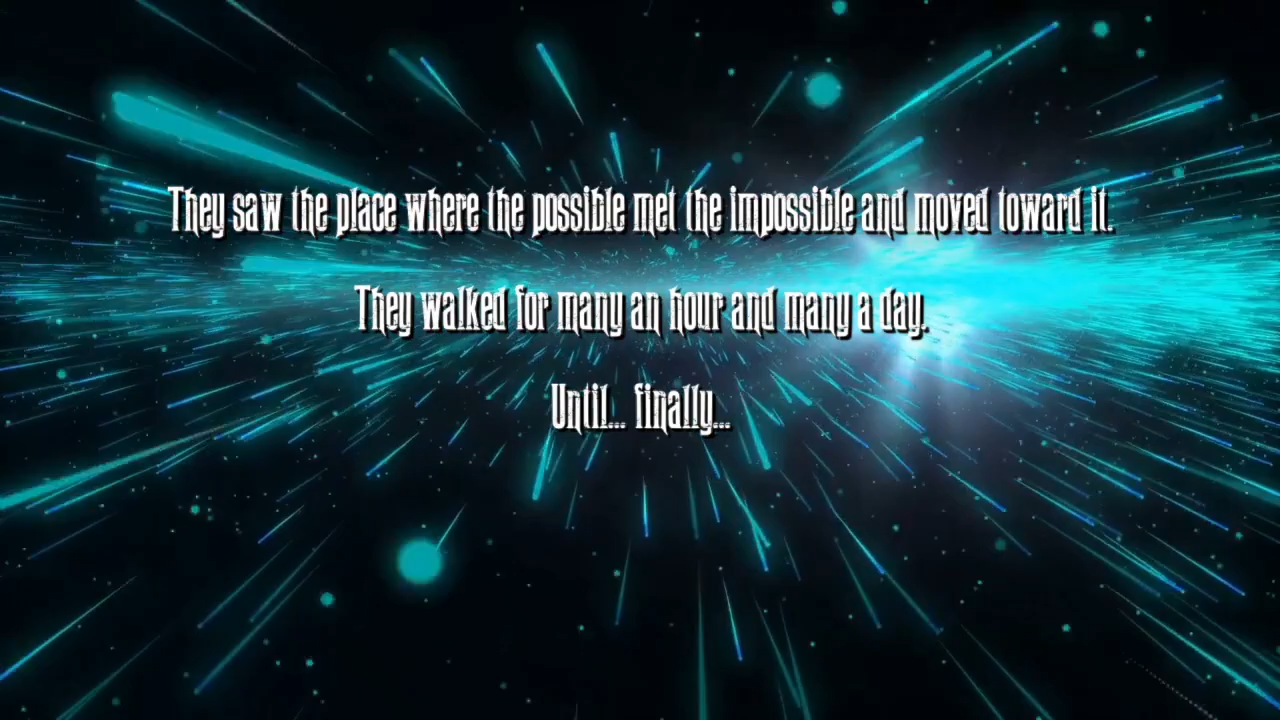 They saw the place where the possible met the impossible and moved toward it.
They walked for many an hour and many a day.
Until... finally...